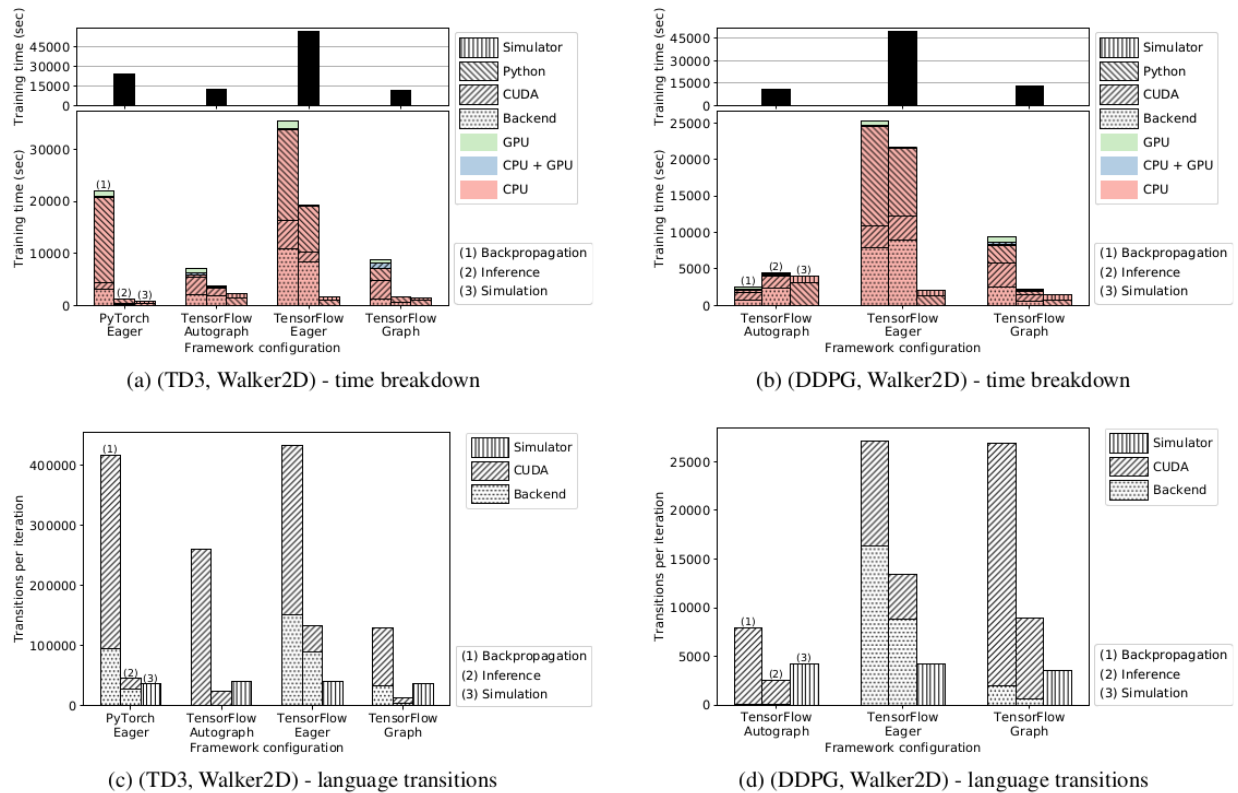 Training time (sec)
45000
30000
15000
0
Simulator
Python
CUDA
Backend
GPU
CPU + GPU
CPU
Training time (sec)
30000
20000
10000
0
(1)
(2)
(3)
(1) Backpropagation
(2) Inference
(3) Simulation
PyTorch
Eager
TensorFlow
Autograph
TensorFlow
Eager
TensorFlow
Graph
Framework configuration
(a) (TD3, Walker2D) - time breakdown
Training time (sec)
45000
30000
15000
0
Simulator
Python
CUDA
Backend
GPU
CPU + GPU
CPU
Training time (sec)
25000
20000
15000
10000
5000
0
(1)
(2)
(3)
(1) Backpropagation
(2) Inference
(3) Simulation
TensorFlow
Autograph
TensorFlow
Eager
TensorFlow
Graph
Framework configuration
(b) (DDPG, Walker2D) - time breakdown
Transitions per iteration
400000
300000
200000
100000
0
(1)
(2)
(3)
Simulator
CUDA
Backend
(1) Backpropagation
(2) Inference
(3) Simulation
PyTorch
Eager
TensorFlow
Autograph
TensorFlow
Eager
TensorFlow
Graph
Framework configuration
(c) (TD3, Walker2D) - language transitions
Transitions per iteration
25000
20000
15000
10000
5000
0
(1)
(2)
(3)
Simulator
CUDA
Backend
(1) Backpropagation
(2) Inference
(3) Simulation
TensorFlow
Autograph
TensorFlow
Eager
TensorFlow
Graph
Framework configuration
(d) (DDPG, Walker2D) - language transitions